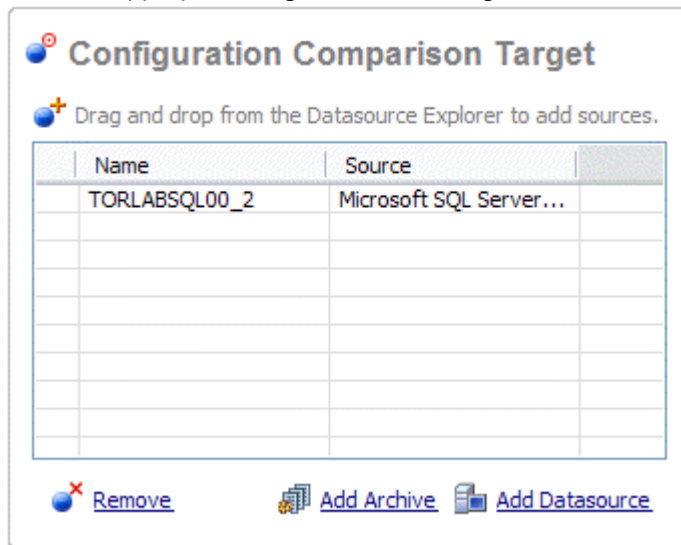 Configuration Comparison Target
Drag and drop from the Datasource Explorer to add sources.
Name Source
TORLABSQL00_2 Microsoft SQL Server...
Remove Add Archive Add Datasource